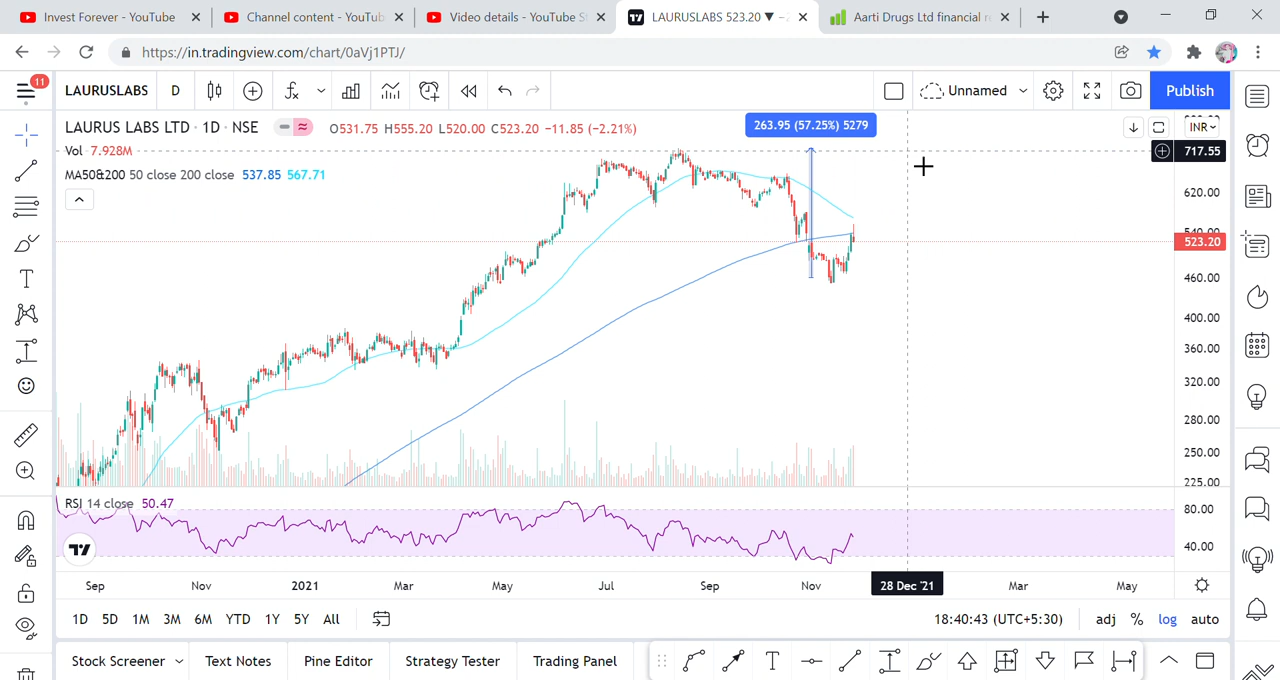 Invest Forever - YouTube
Channel content - YouTub
Video details - YouTube S
LAURUSLABS 523.20 ▼ −2
Aarti Drugs Ltd financial r
https://in.tradingview.com/chart/0aVj1PTJ/
11
LAURUSLABS D
Unnamed
Publish
LAURUS LABS LTD · 1D · NSE O531.75 H555.20 L520.00 C523.20 −11.85 (−2.21%)
263.95 (57.25%) 5279
INR
Vol 7.928M
717.55
MA50&200 50 close 200 close 537.85 567.71
620.00
540.00
523.20
460.00
400.00
360.00
320.00
280.00
250.00
225.00
RSI 14 close 50.47
80.00
40.00
Sep Nov 2021 Mar May Jul Sep Nov 28 Dec '21 Mar May
1D 5D 1M 3M 6M YTD 1Y 5Y All 18:40:43 (UTC+5:30) adj % log auto
Stock Screener Text Notes Pine Editor Strategy Tester Trading Panel